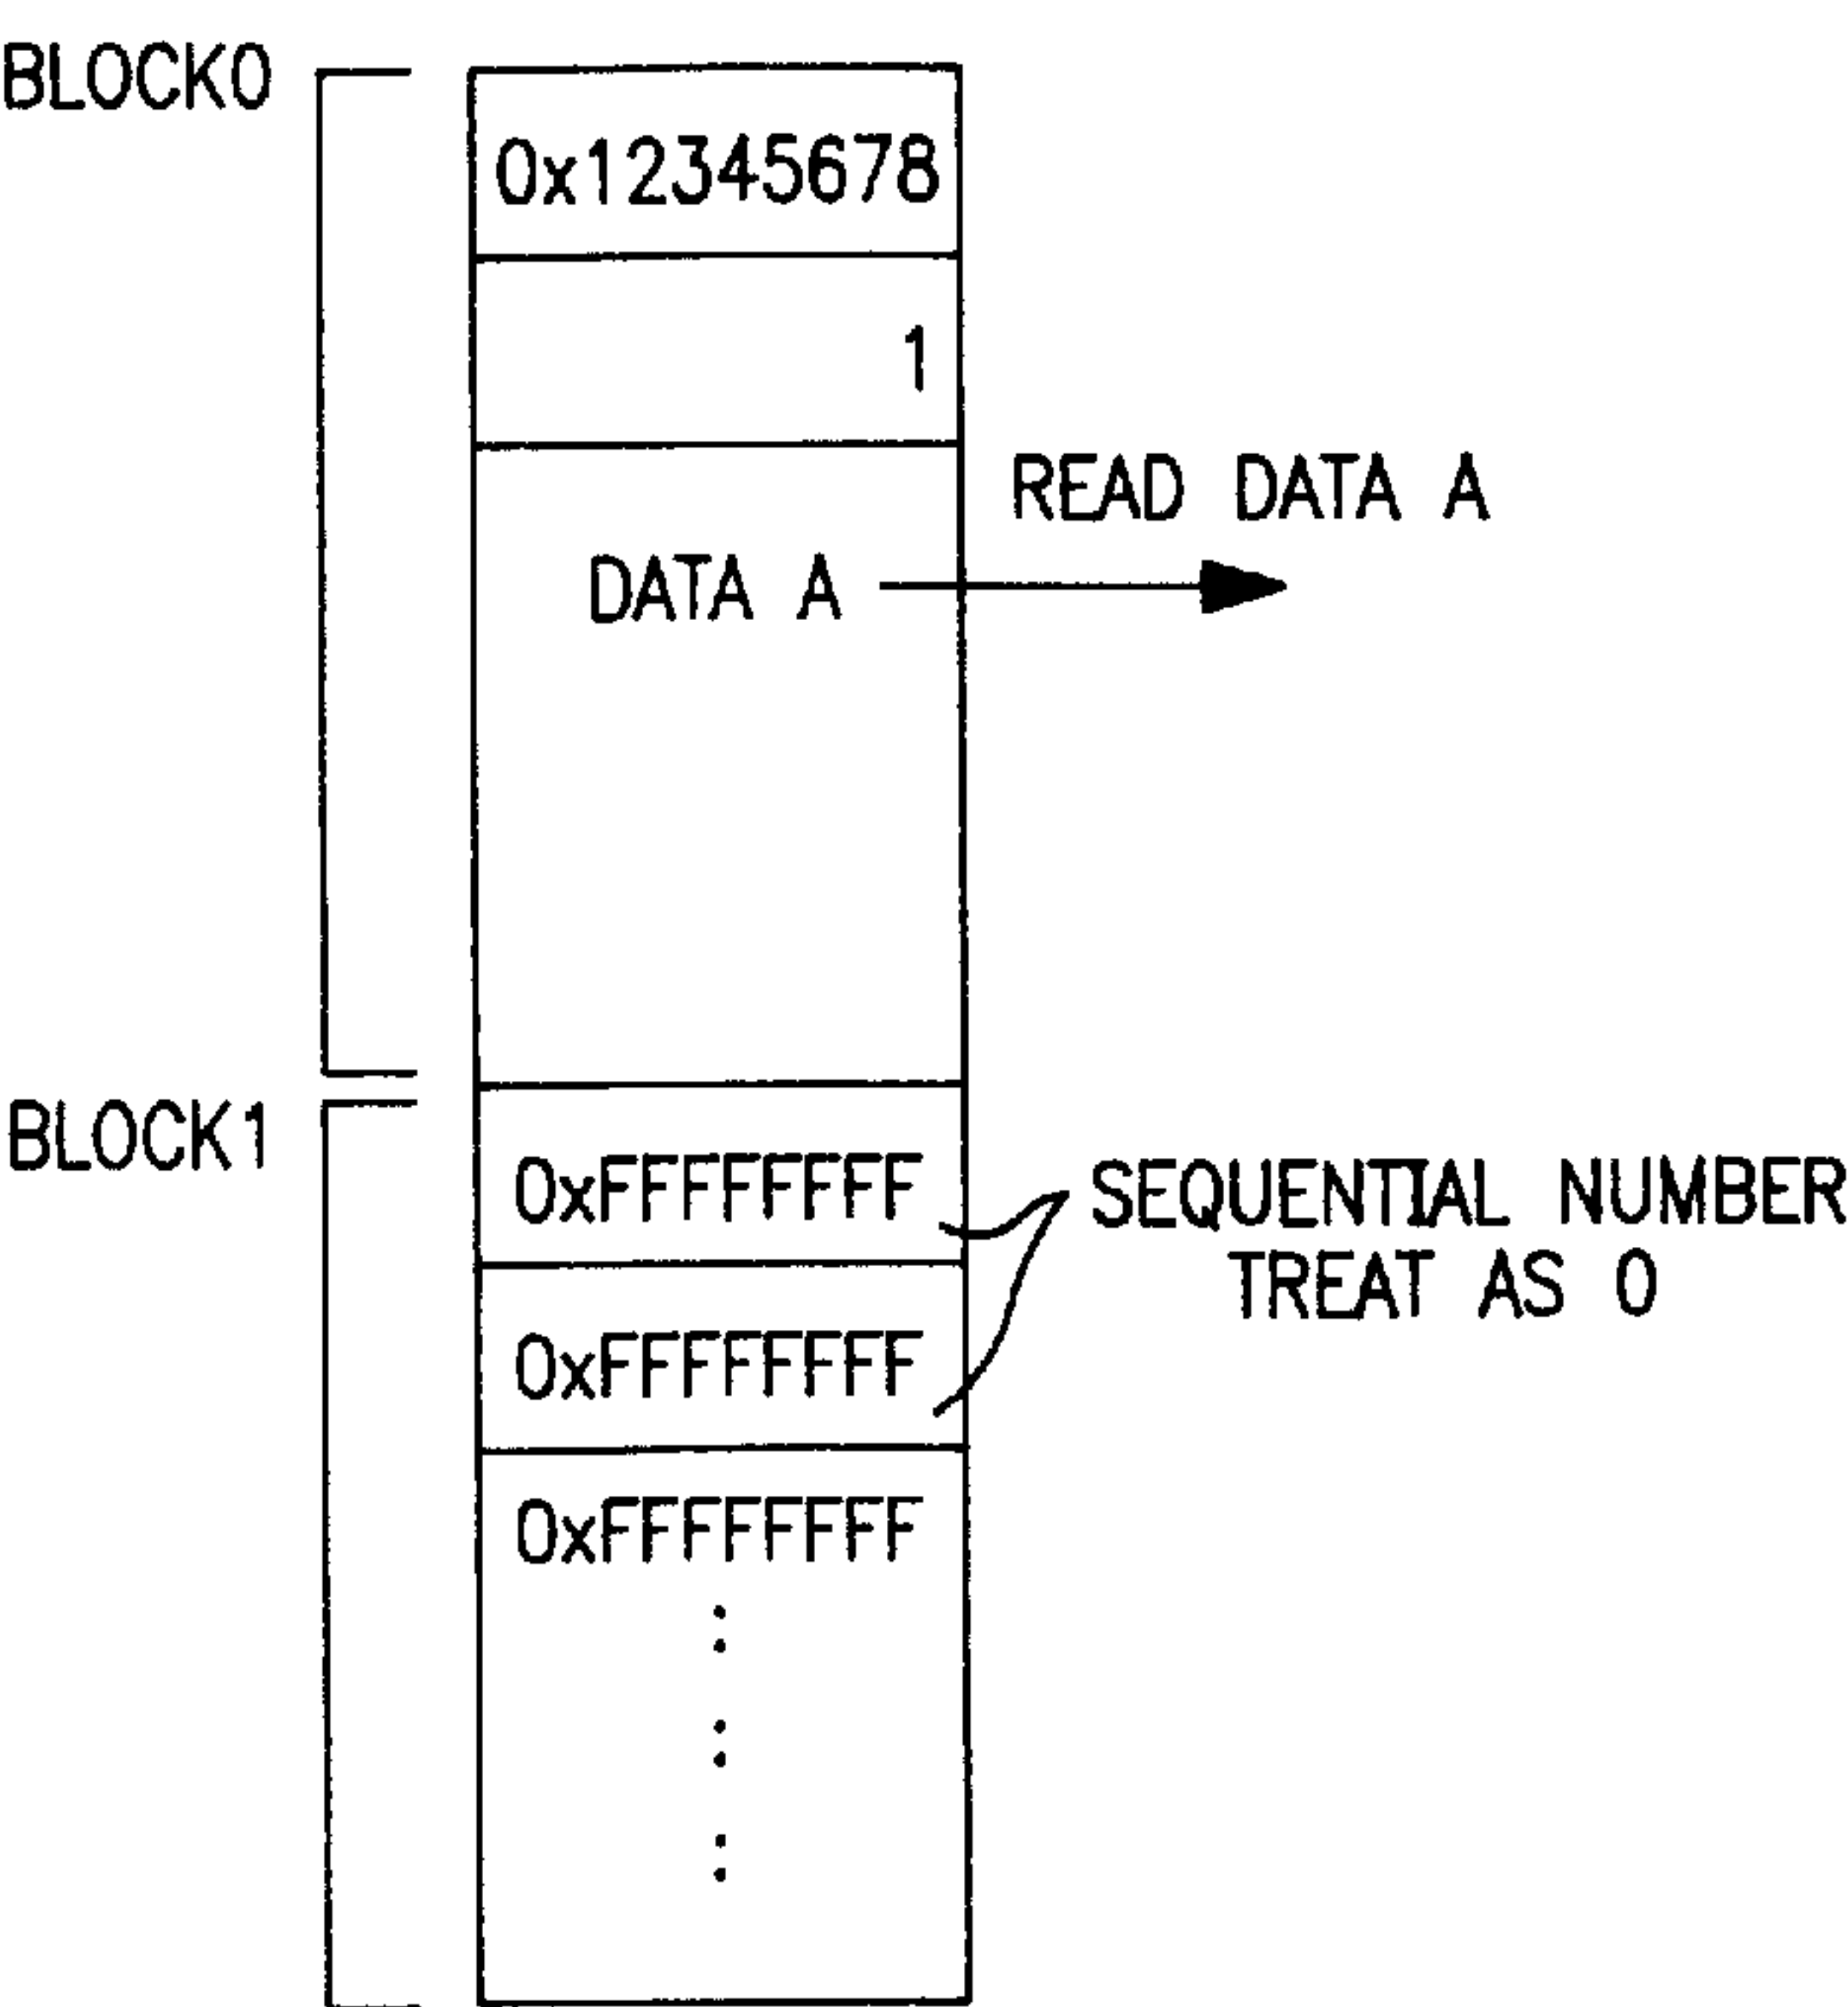 BLOCK0
0x12345678
1
READ DATA A
DATA A
BLOCK1
0xFFFFFFFF
SEQUENTIAL NUMBER
TREAT AS 0
0xFFFFFFFF
0xFFFFFFFF